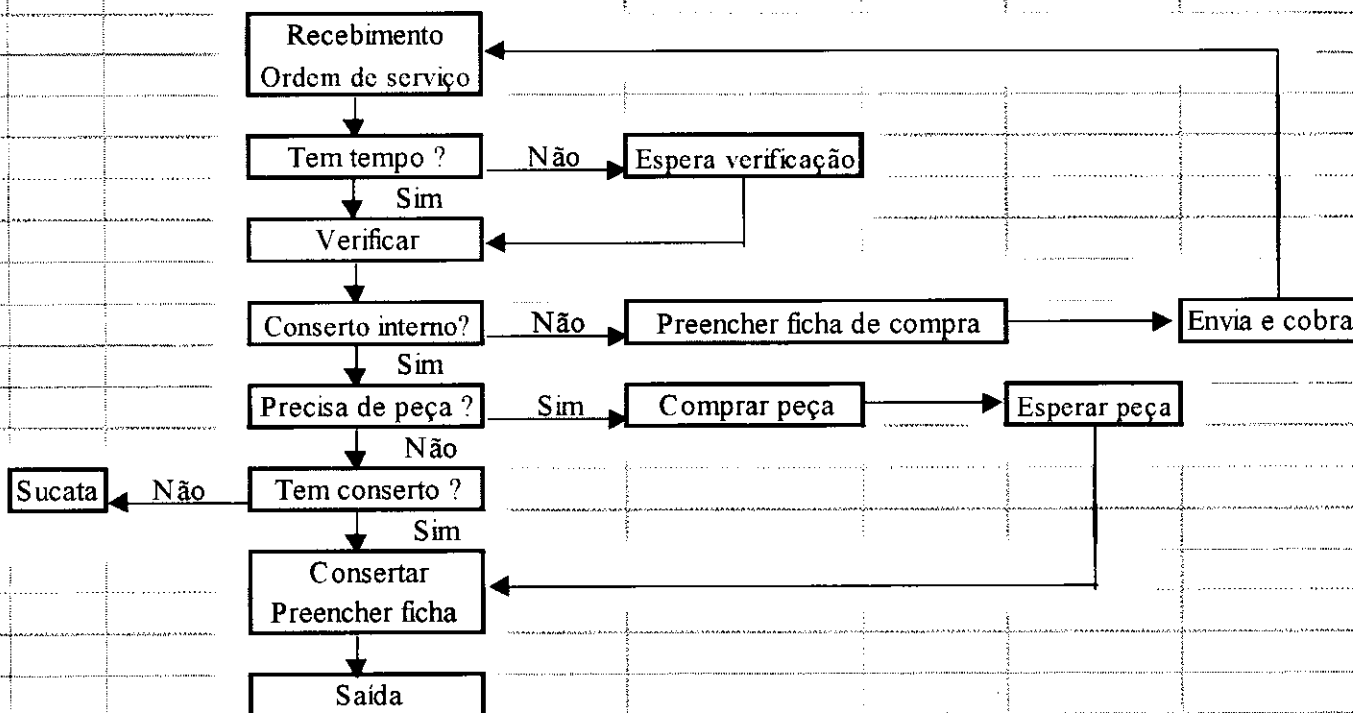 Recebimento
Ordem de serviço
Tem tempo ?
Não
Espera verificação
Sim
Verificar
Conserto interno?
Não
Preencher ficha de compra
Envia e cobra
Sim
Precisa de peça ?
Sim
Comprar peça
Esperar peça
Não
Sucata
Não
Tem conserto ?
Sim
Consertar
Preencher ficha
Saída